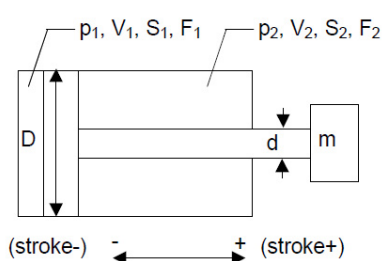 p₁, V₁, S₁, F₁
p₂, V₂, S₂, F₂
D
d
m
(stroke-) - + (stroke+)